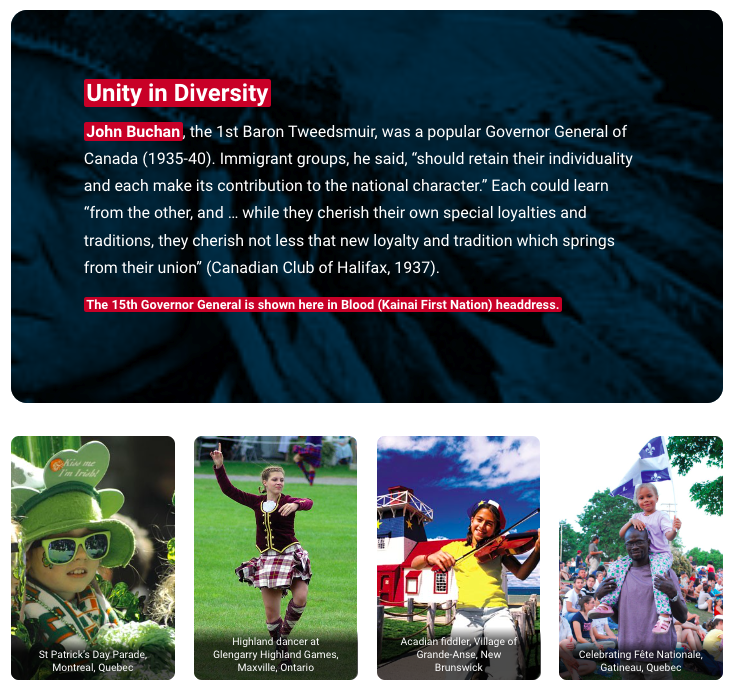 Unity in Diversity
John Buchan, the 1st Baron Tweedsmuir, was a popular Governor General of
Canada (1935-40). Immigrant groups, he said, “should retain their individuality
and each make its contribution to the national character.” Each could learn
“from the other, and … while they cherish their own special loyalties and
traditions, they cherish not less that new loyalty and tradition which springs
from their union” (Canadian Club of Halifax, 1937).
The 15th Governor General is shown here in Blood (Kainai First Nation) headdress.
Kiss me
I'm Irish!
St Patrick’s Day Parade,
Montreal, Quebec
Highland dancer at
Glengarry Highland Games,
Maxville, Ontario
Acadian fiddler, Village of
Grande-Anse, New
Brunswick
Celebrating Fête Nationale,
Gatineau, Quebec